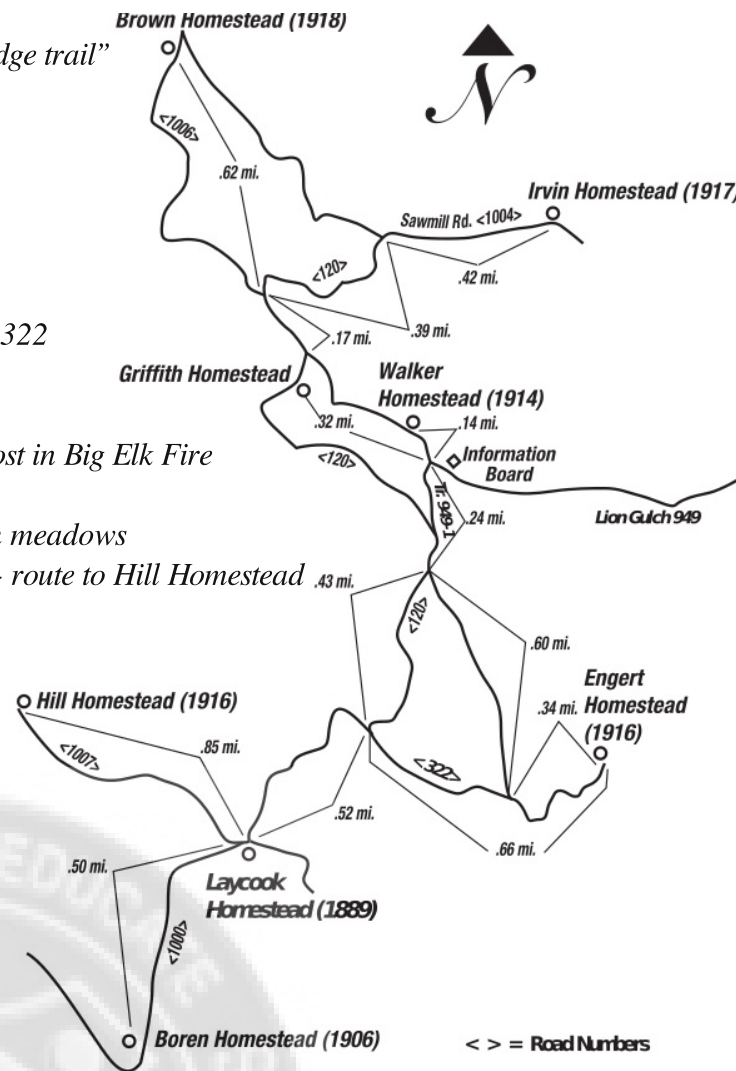 Brown Homestead (1918)
dge trail”
<1006>
.62 mi.
N
Irvin Homestead (1917)
Sawmill Rd. <1004>
<120>
.42 mi.
322
.17 mi.
.39 mi.
Griffith Homestead
Walker
Homestead (1914)
.32 mi.
.14 mi.
ost in Big Elk Fire
<120>
Information
Board
Tr. 949-1
.24 mi.
Lion Gulch 949
meadows
route to Hill Homestead
.43 mi.
<120>
.60 mi.
Engert
Homestead
(1916)
.34 mi.
Hill Homestead (1916)
<1007>
.85 mi.
<322>
.52 mi.
.66 mi.
.50 mi.
Laycook
Homestead (1889)
<1000>
EDUCATE
Boren Homestead (1906)
< > = Road Numbers